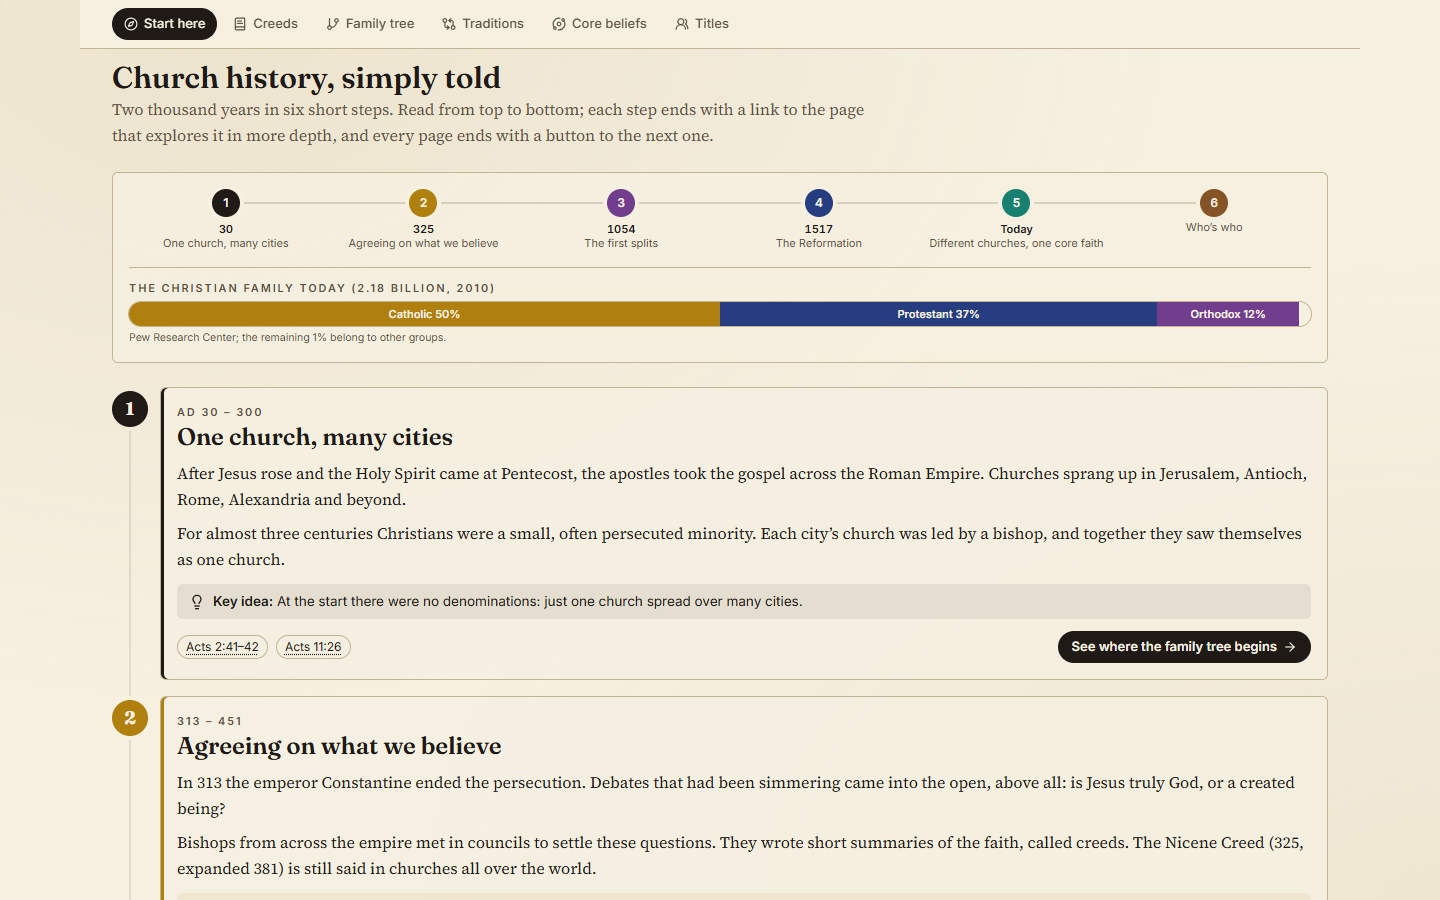 Start here
Creeds
Family tree
Traditions
Core beliefs
Titles
Church history, simply told
Two thousand years in six short steps. Read from top to bottom; each step ends with a link to the page
that explores it in more depth, and every page ends with a button to the next one.
1
30
One church, many cities
2
325
Agreeing on what we believe
3
1054
The first splits
4
1517
The Reformation
5
Today
Different churches, one core faith
6
Who’s who
THE CHRISTIAN FAMILY TODAY (2.18 BILLION, 2010)
Catholic 50%
Protestant 37%
Orthodox 12%
Pew Research Center; the remaining 1% belong to other groups.
1
AD 30 – 300
One church, many cities
After Jesus rose and the Holy Spirit came at Pentecost, the apostles took the gospel across the Roman Empire. Churches sprang up in Jerusalem, Antioch,
Rome, Alexandria and beyond.
For almost three centuries Christians were a small, often persecuted minority. Each city’s church was led by a bishop, and together they saw themselves
as one church.
Key idea: At the start there were no denominations: just one church spread over many cities.
Acts 2:41–42
Acts 11:26
See where the family tree begins →
2
313 – 451
Agreeing on what we believe
In 313 the emperor Constantine ended the persecution. Debates that had been simmering came into the open, above all: is Jesus truly God, or a created
being?
Bishops from across the empire met in councils to settle these questions. They wrote short summaries of the faith, called creeds. The Nicene Creed (325,
expanded 381) is still said in churches all over the world.